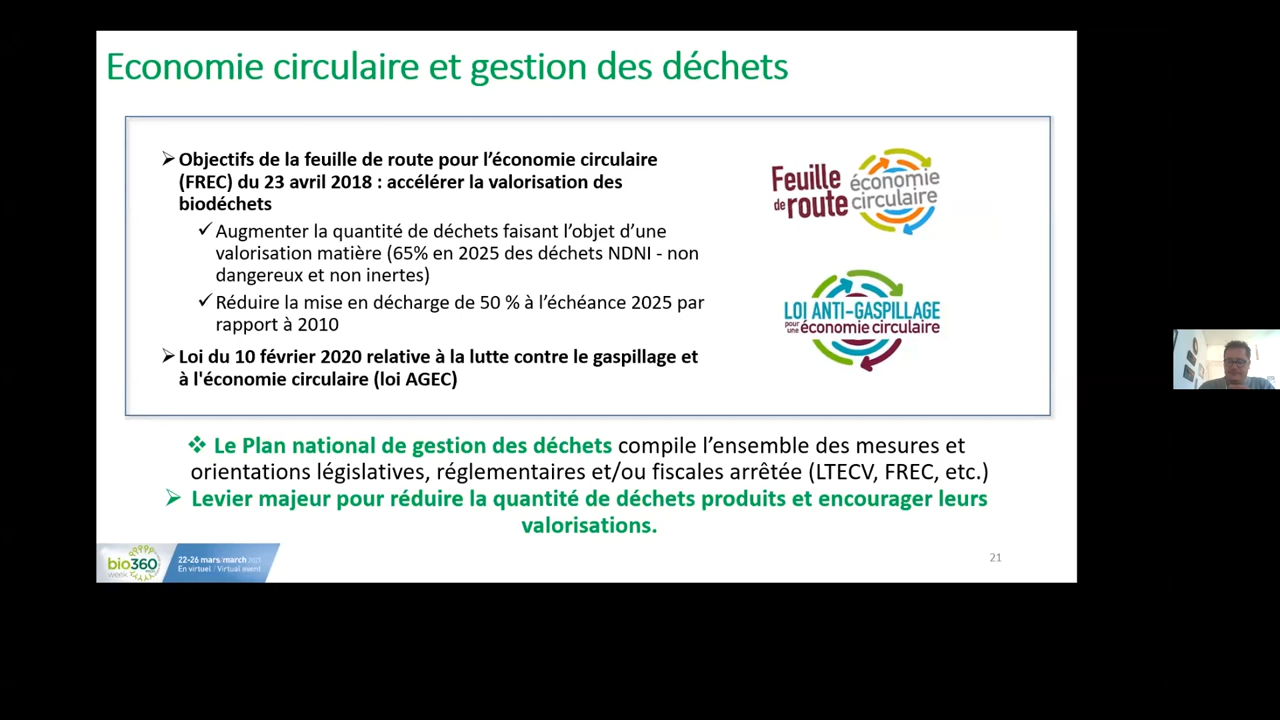 Economie circulaire et gestion des déchets
➢Objectifs de la feuille de route pour l’économie circulaire
(FREC) du 23 avril 2018 : accélérer la valorisation des
biodéchets
✓Augmenter la quantité de déchets faisant l’objet d’une
valorisation matière (65% en 2025 des déchets NDNI - non
dangereux et non inertes)
✓Réduire la mise en décharge de 50 % à l’échéance 2025 par
rapport à 2010
➢Loi du 10 février 2020 relative à la lutte contre le gaspillage et
à l'économie circulaire (loi AGEC)
Feuille
de route
économie
circulaire
LOI ANTI-GASPILLAGE
pour une économie circulaire
❖ Le Plan national de gestion des déchets compile l’ensemble des mesures et
orientations législatives, réglementaires et/ou fiscales arrêtée (LTECV, FREC, etc.)
➢ Levier majeur pour réduire la quantité de déchets produits et encourager leurs
valorisations.
bio360
week
22-26 mars/march
En virtuel / Virtual event
21